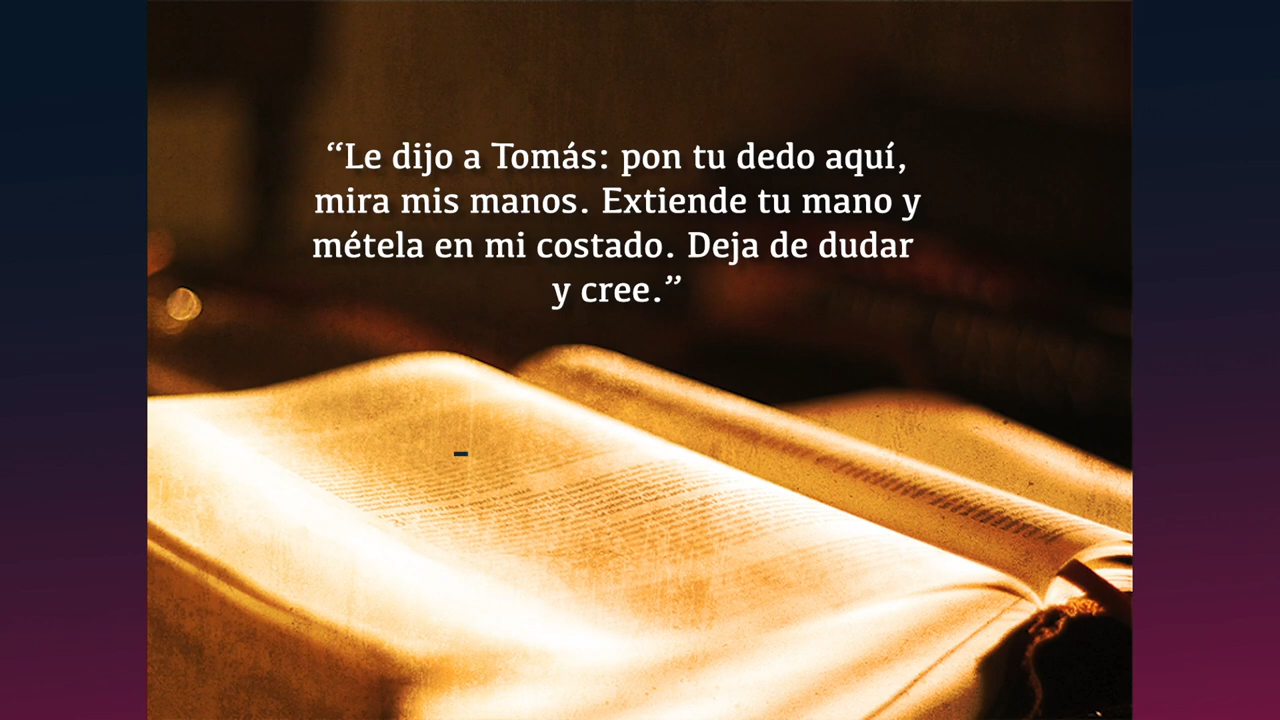 “Le dijo a Tomás: pon tu dedo aquí,
mira mis manos. Extiende tu mano y
métela en mi costado. Deja de dudar
y cree.”
-